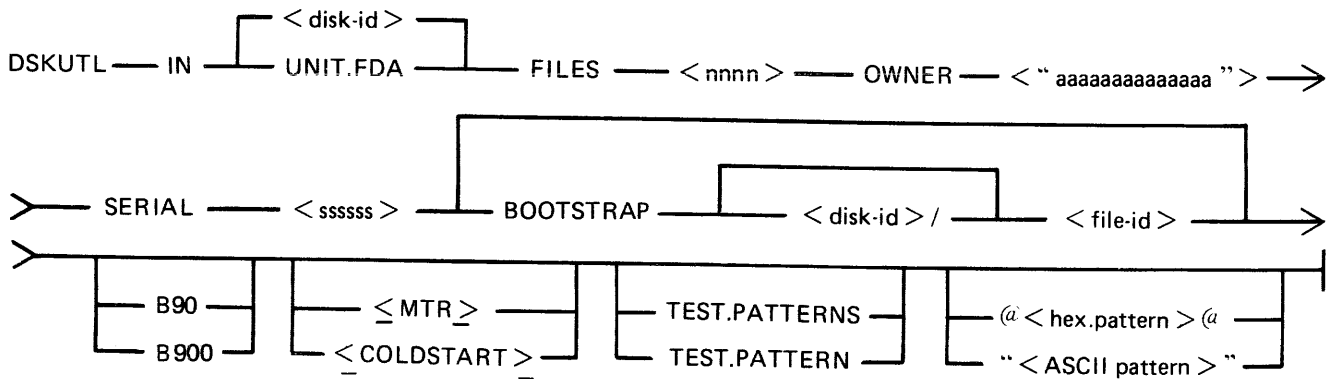 <disk-id>
DSKUTL IN UNIT.FDA FILES <nnnn> OWNER <“ aaaaaaaaaaaaaa ”>
SERIAL <ssssss> BOOTSTRAP <disk-id> / <file-id>
B90 <MTR> TEST.PATTERNS @ <hex.pattern> @
B900 <COLDSTART> TEST.PATTERN “ <ASCII pattern> ”